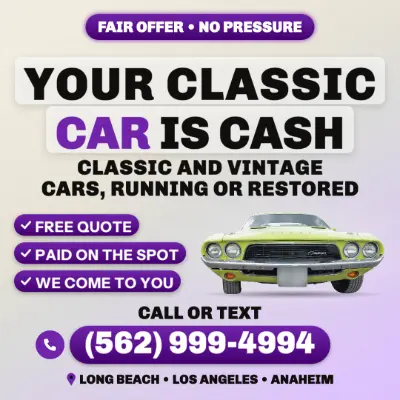 FAIR OFFER • NO PRESSURE
YOUR CLASSIC
CAR IS CASH
CLASSIC AND VINTAGE
CARS, RUNNING OR RESTORED
FREE QUOTE
PAID ON THE SPOT
WE COME TO YOU
CALL OR TEXT
(562) 999-4994
LONG BEACH • LOS ANGELES • ANAHEIM